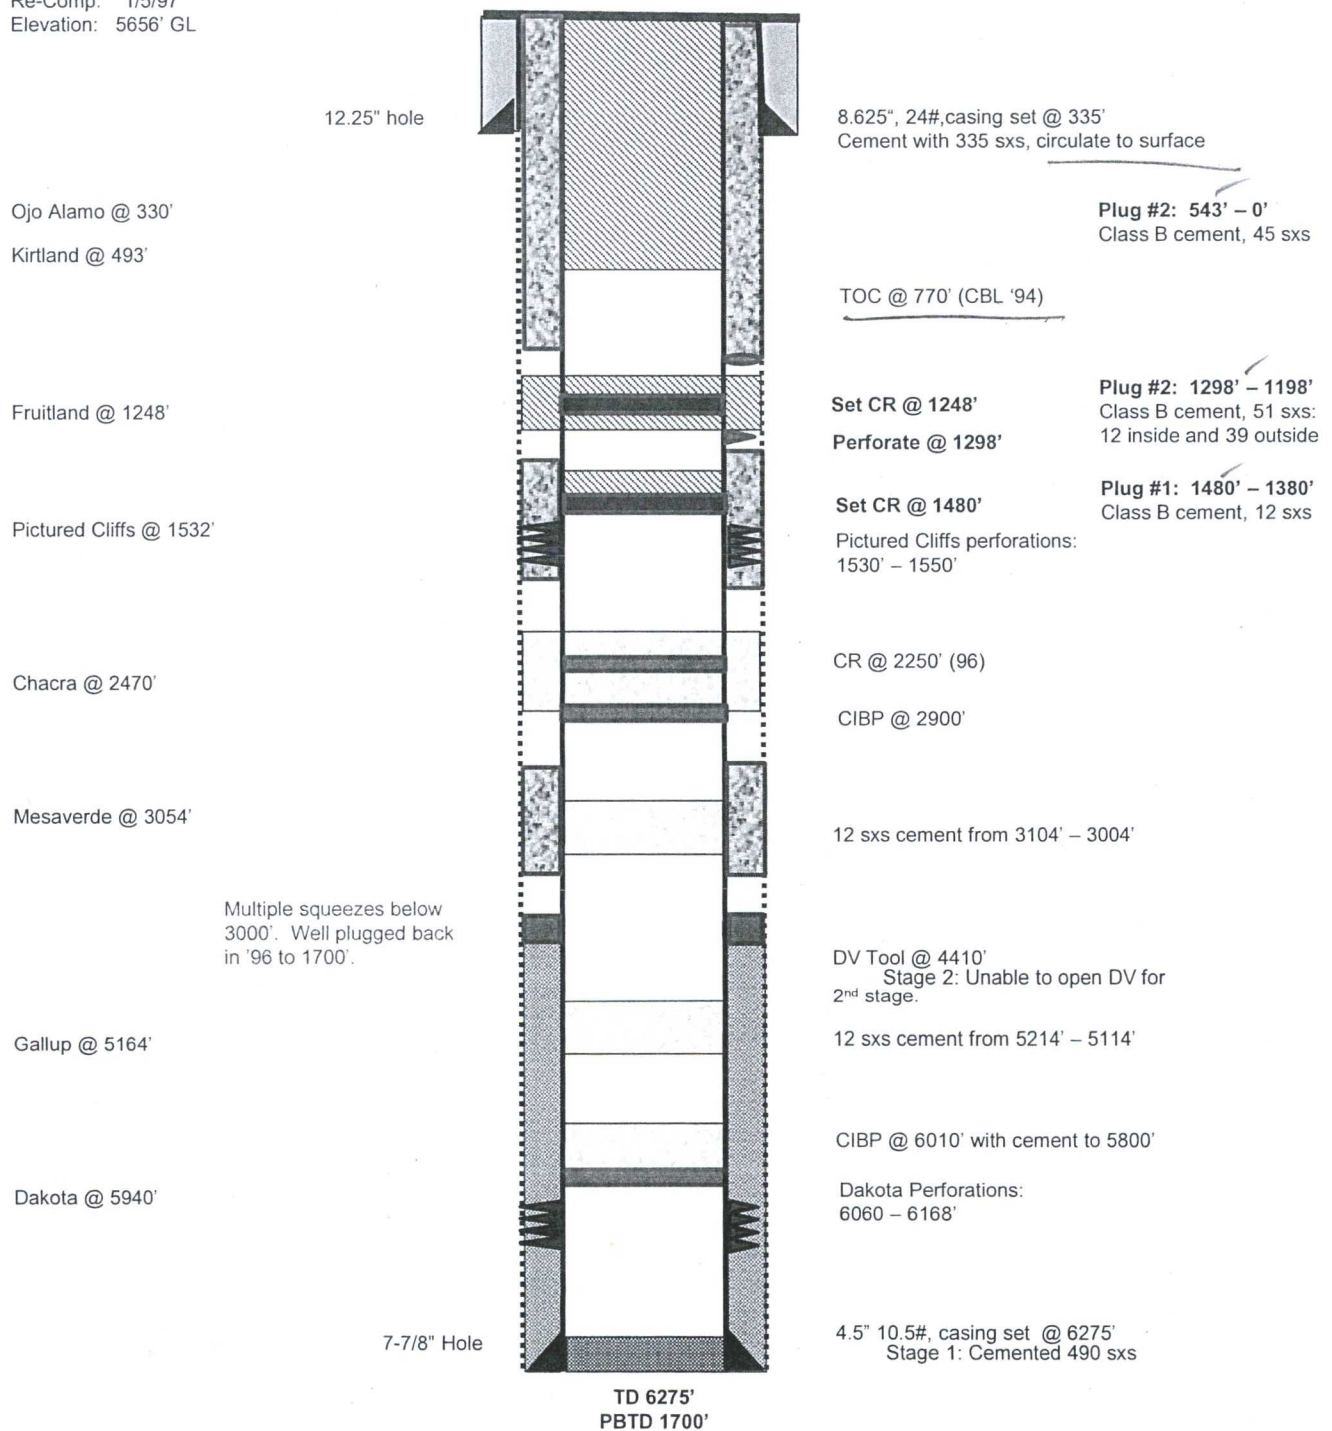 Re-Comp: 1/5/97
Elevation: 5656' GL
12.25" hole
8.625", 24#,casing set @ 335'
Cement with 335 sxs, circulate to surface
Ojo Alamo @ 330'
Plug #2: 543' – 0'
Class B cement, 45 sxs
Kirtland @ 493'
TOC @ 770' (CBL '94)
Fruitland @ 1248'
Set CR @ 1248'
Perforate @ 1298'
Plug #2: 1298' – 1198'
Class B cement, 51 sxs:
12 inside and 39 outside
Set CR @ 1480'
Plug #1: 1480' – 1380'
Class B cement, 12 sxs
Pictured Cliffs @ 1532'
Pictured Cliffs perforations:
1530' – 1550'
CR @ 2250' (96)
Chacra @ 2470'
CIBP @ 2900'
Mesaverde @ 3054'
12 sxs cement from 3104' – 3004'
Multiple squeezes below
3000'. Well plugged back
in '96 to 1700'.
DV Tool @ 4410'
Stage 2: Unable to open DV for
2nd stage.
Gallup @ 5164'
12 sxs cement from 5214' – 5114'
CIBP @ 6010' with cement to 5800'
Dakota @ 5940'
Dakota Perforations:
6060 – 6168'
7-7/8" Hole
4.5" 10.5#, casing set @ 6275'
Stage 1: Cemented 490 sxs
TD 6275'
PBTD 1700'